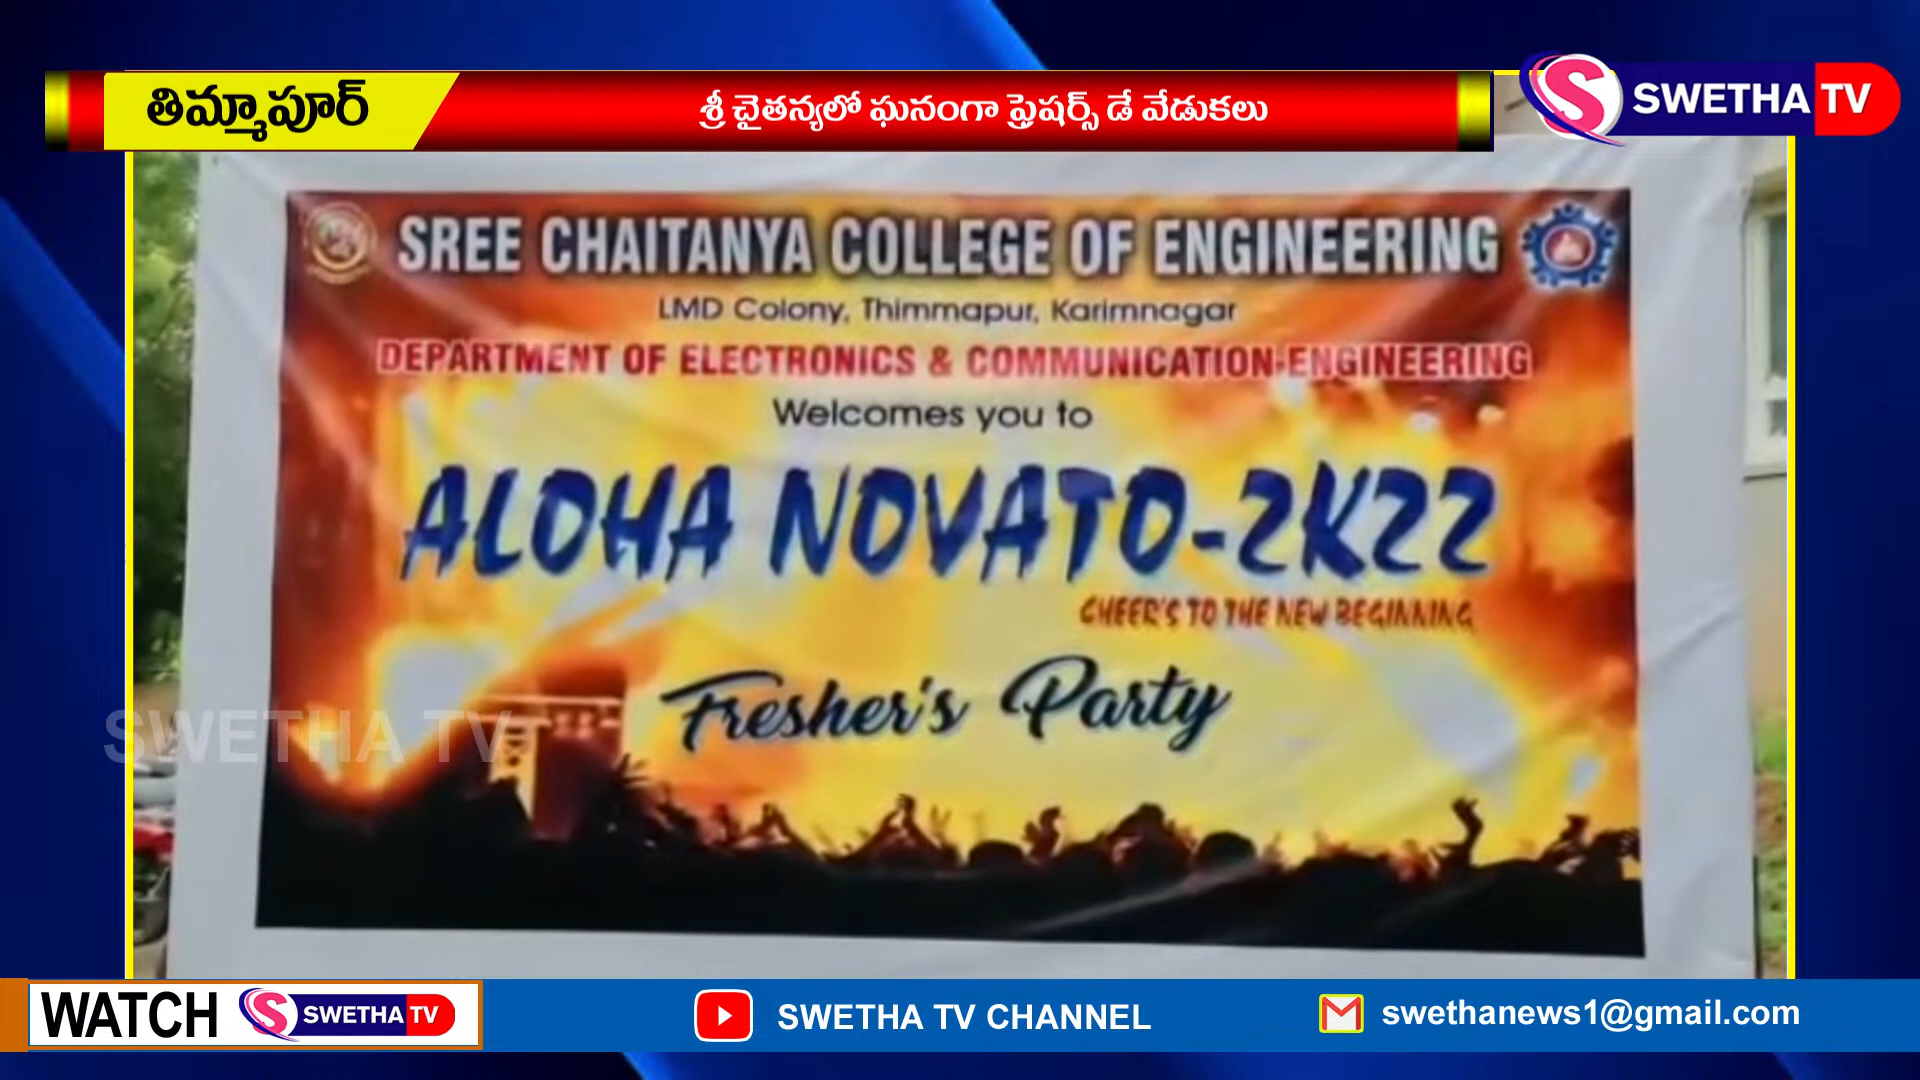 తిమ్మాపూర్
శ్రీ చైతన్యలో ఘనంగా ఫ్రెషర్స్ డే వేడుకలు
SWETHA TV
SREE CHAITANYA COLLEGE OF ENGINEERING
LMD Colony, Thimmapur, Karimnagar
DEPARTMENT OF ELECTRONICS & COMMUNICATION-ENGINEERING
Welcomes you to
ALOHA NOVATO-2K22
CHEER'S TO THE NEW BEGINNING
Fresher's Party
SWETHA TV
WATCH SWETHA TV
SWETHA TV CHANNEL
swethanews1@gmail.com